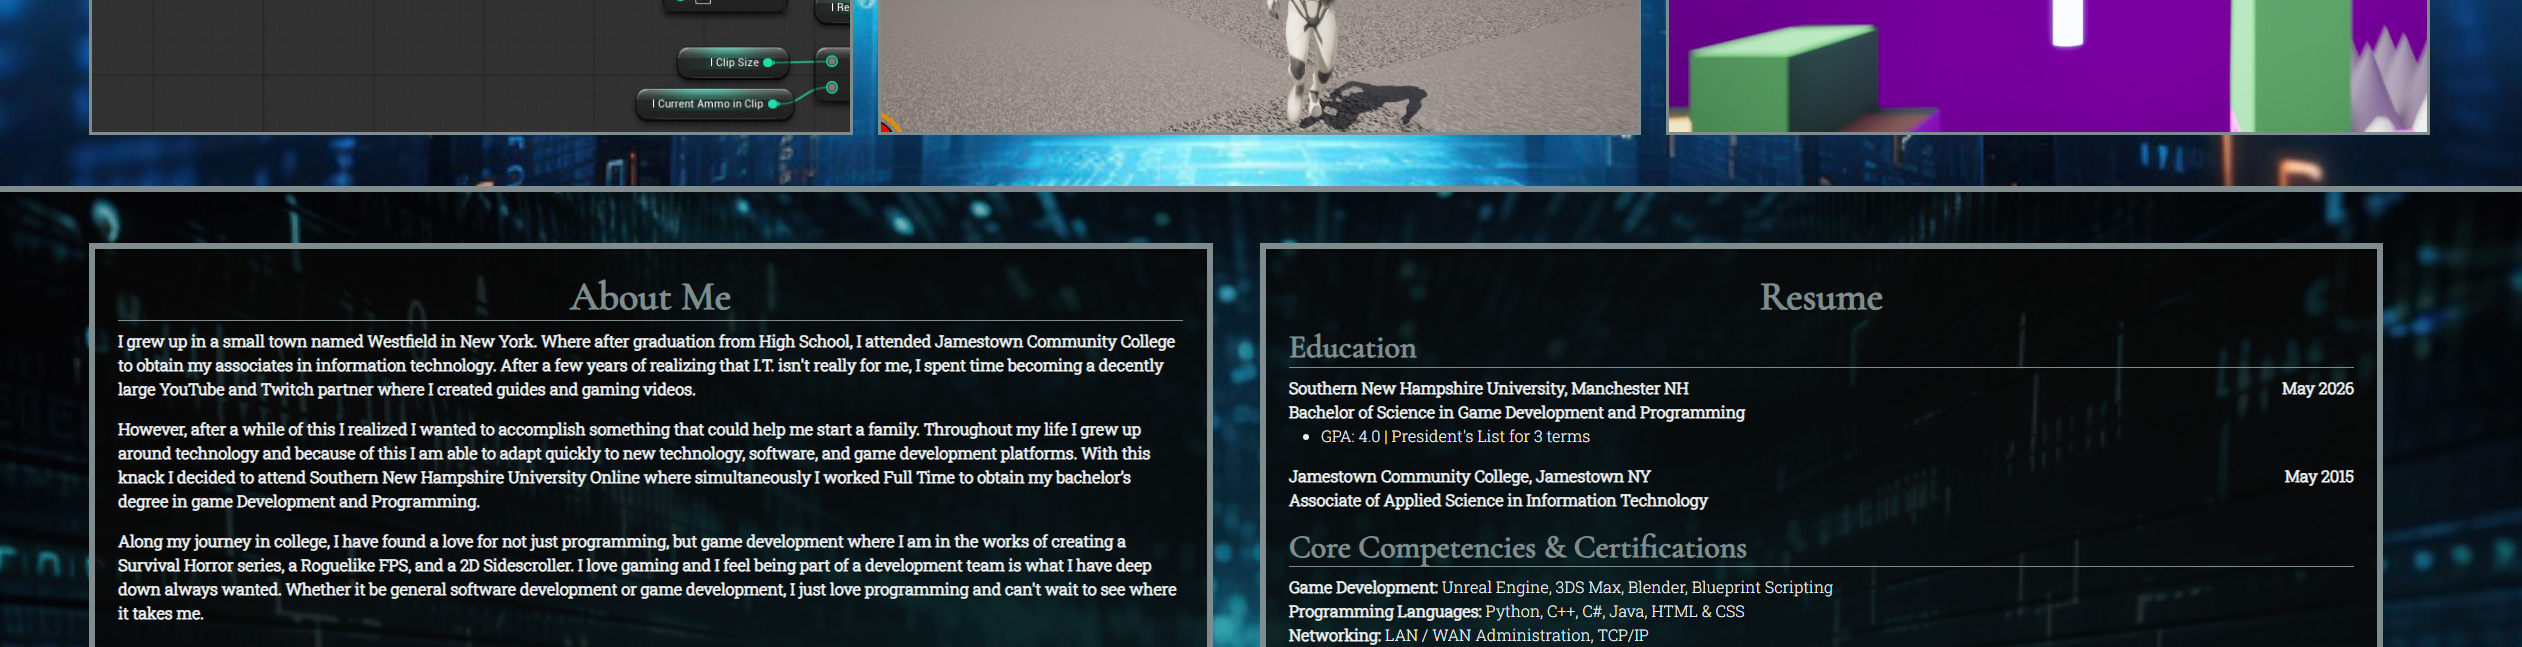 I Re
I Clip Size
I Current Ammo in Clip
About Me
I grew up in a small town named Westfield in New York. Where after graduation from High School, I attended Jamestown Community College
to obtain my associates in information technology. After a few years of realizing that I.T. isn't really for me, I spent time becoming a decently
large YouTube and Twitch partner where I created guides and gaming videos.
However, after a while of this I realized I wanted to accomplish something that could help me start a family. Throughout my life I grew up
around technology and because of this I am able to adapt quickly to new technology, software, and game development platforms. With this
knack I decided to attend Southern New Hampshire University Online where simultaneously I worked Full Time to obtain my bachelor's
degree in game Development and Programming.
Along my journey in college, I have found a love for not just programming, but game development where I am in the works of creating a
Survival Horror series, a Roguelike FPS, and a 2D Sidescroller. I love gaming and I feel being part of a development team is what I have deep
down always wanted. Whether it be general software development or game development, I just love programming and can't wait to see where
it takes me.
Resume
Education
Southern New Hampshire University, Manchester NH May 2026
Bachelor of Science in Game Development and Programming
• GPA: 4.0 | President's List for 3 terms
Jamestown Community College, Jamestown NY May 2015
Associate of Applied Science in Information Technology
Core Competencies & Certifications
Game Development: Unreal Engine, 3DS Max, Blender, Blueprint Scripting
Programming Languages: Python, C++, C#, Java, HTML & CSS
Networking: LAN / WAN Administration, TCP/IP